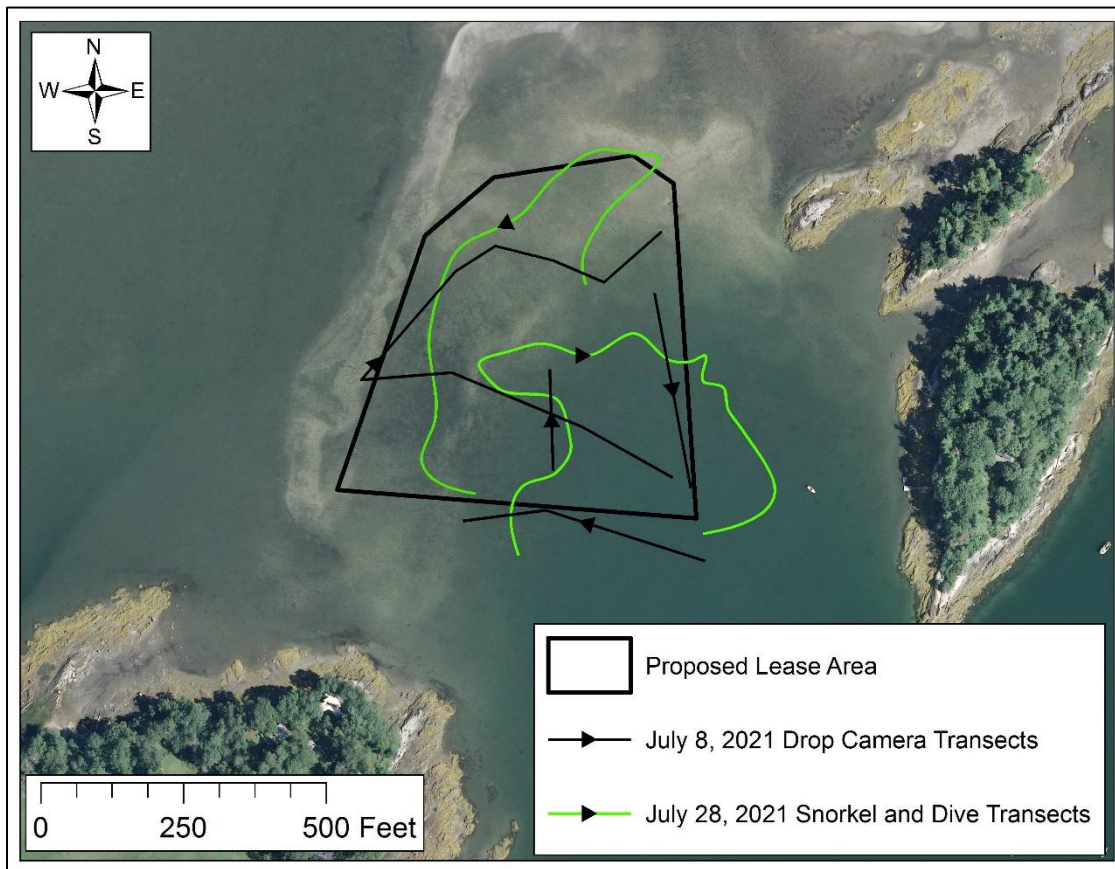 N
W E
S
Proposed Lease Area
July 8, 2021 Drop Camera Transects
July 28, 2021 Snorkel and Dive Transects
0 250 500 Feet